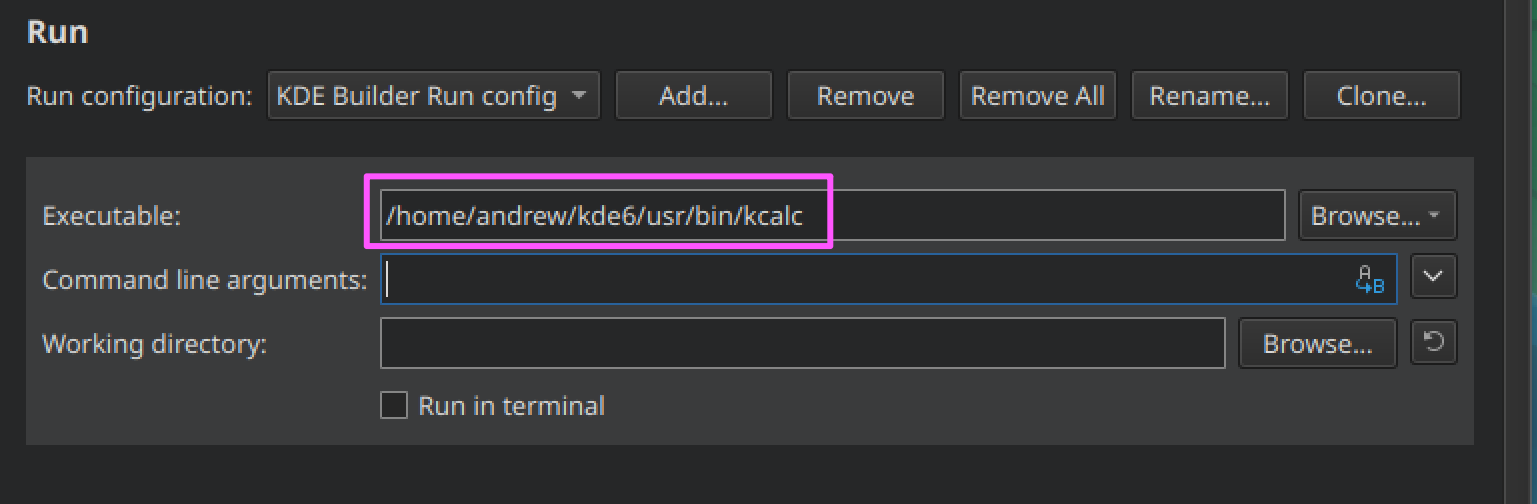 Run
Run configuration: KDE Builder Run config Add... Remove Remove All Rename... Clone...
Executable: /home/andrew/kde6/usr/bin/kcalc Browse...
Command line arguments: A B
Working directory: Browse...
Run in terminal